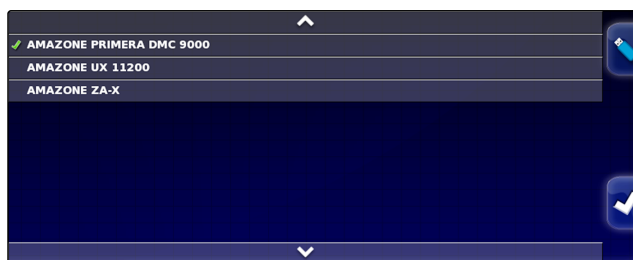 AMAZONE PRIMERA DMC 9000
AMAZONE UX 11200
AMAZONE ZA-X